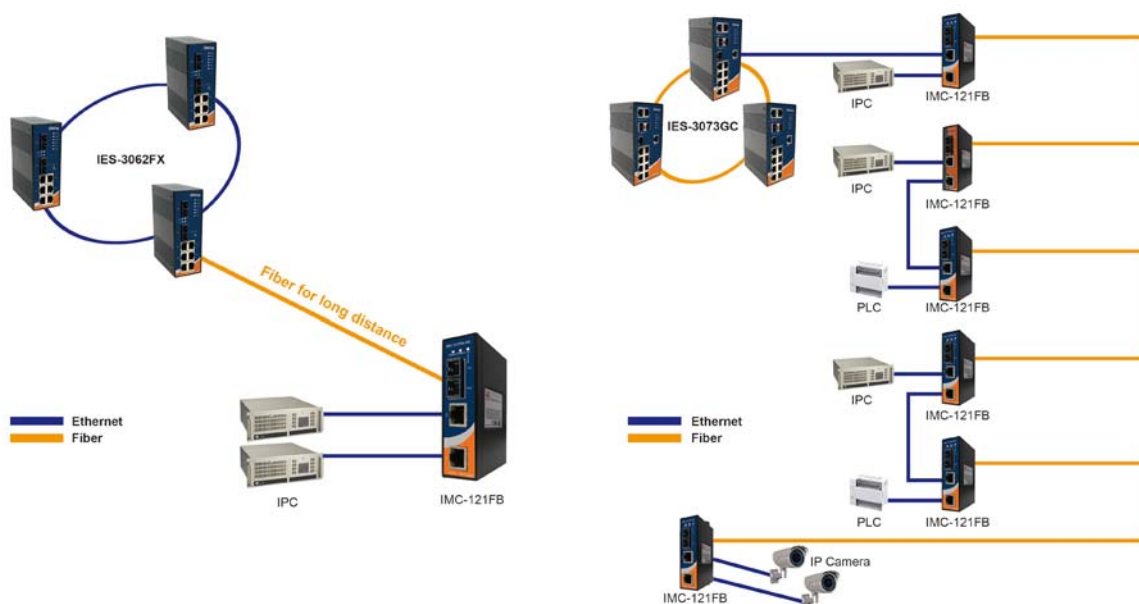 IES-3062FX
Fiber for long distance
Ethernet
Fiber
IPC
IMC-121FB
IES-3073GC
IPC
IMC-121FB
IPC
IMC-121FB
PLC
IMC-121FB
IPC
IMC-121FB
Ethernet
Fiber
PLC
IMC-121FB
IP Camera
IMC-121FB